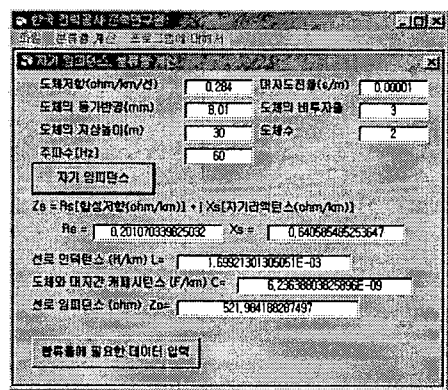 한국 전력공사 전력연구원
파일 분류율 계산 프로그램에 대해서
자기 임피던스 분류율 계산
도체저항(ohm/km/선) 0.284 대지도전율(s/m) 0.00001
도체의 등가반경(mm) 8.01 도체의 비투자율 3
도체의 지상높이(m) 30 도체수 2
주파수[Hz] 60
자기 임피던스
Zs = Rs[합성저항(ohm/km)] + j Xs[자기리액턴스(ohm/km)]
Rs = 0.201070339825032 Xs = 0.640585465253647
선로 인덕턴스 (H/km) L= 1.6992130130505 E-03
도체와 대지간 캐패시턴스 (F/km) C= 6.23638803825896E-09
선로 임피던스 (ohm) Zo= 521.984188287497
분류율에 필요한 데이터 입력